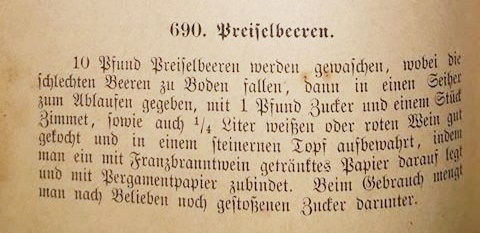 690. Preiselbeeren.
10 Pfund Preiselbeeren werden gewaschen, wobei die
schlechten Beeren zu Boden fallen, dann in einen Seiher
zum Ablaufen gegeben, mit 1 Pfund Zucker und einem Stück
Zimmet, sowie auch 1/4 Liter weißen oder roten Wein gut
gekocht und in einem steinernen Topf aufbewahrt, indem
man ein mit Franzbranntwein getränktes Papier darauf legt
und mit Pergamentpapier zubindet. Beim Gebrauch mengt
man nach Belieben noch gestoßenen Zucker darunter.